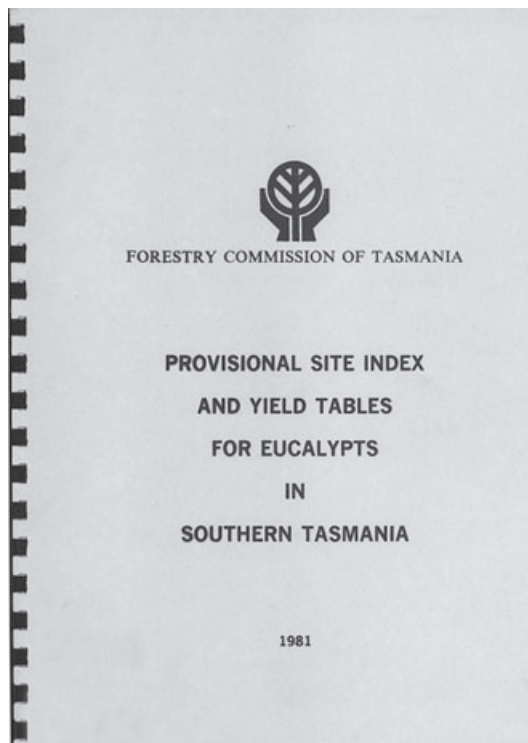 FORESTRY COMMISSION OF TASMANIA
PROVISIONAL SITE INDEX
AND YIELD TABLES
FOR EUCALYPTS
IN
SOUTHERN TASMANIA
1981